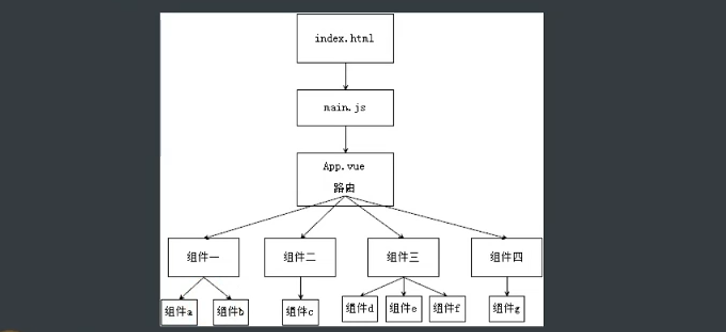 index.html
main.js
App.vue
路由
组件一
组件二
组件三
组件四
组件a
组件b
组件c
组件d
组件e
组件f
组件g